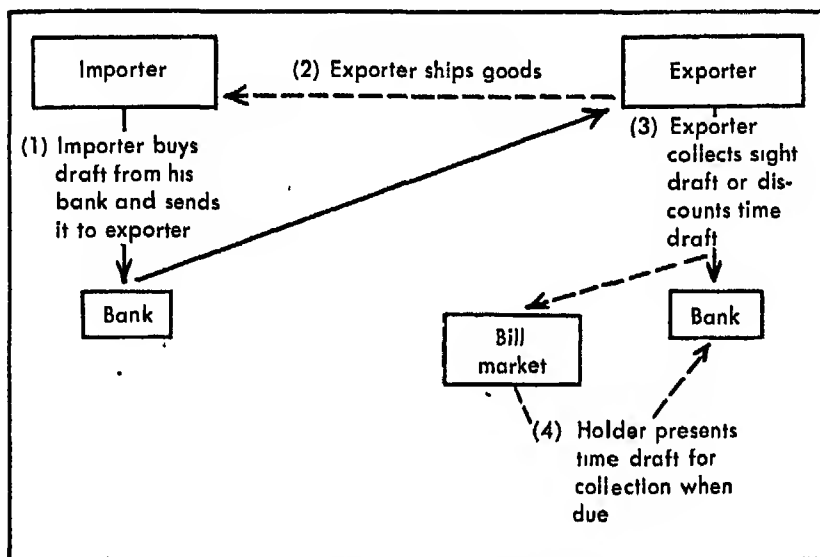 Importer
(2) Exporter ships goods
Exporter
(1) Importer buys
draft from his
bank and sends
it to exporter
(3) Exporter
collects sight
draft or dis-
counts time
draft
Bank
Bill
market
Bank
(4) Holder presents
time draft for
collection when
due